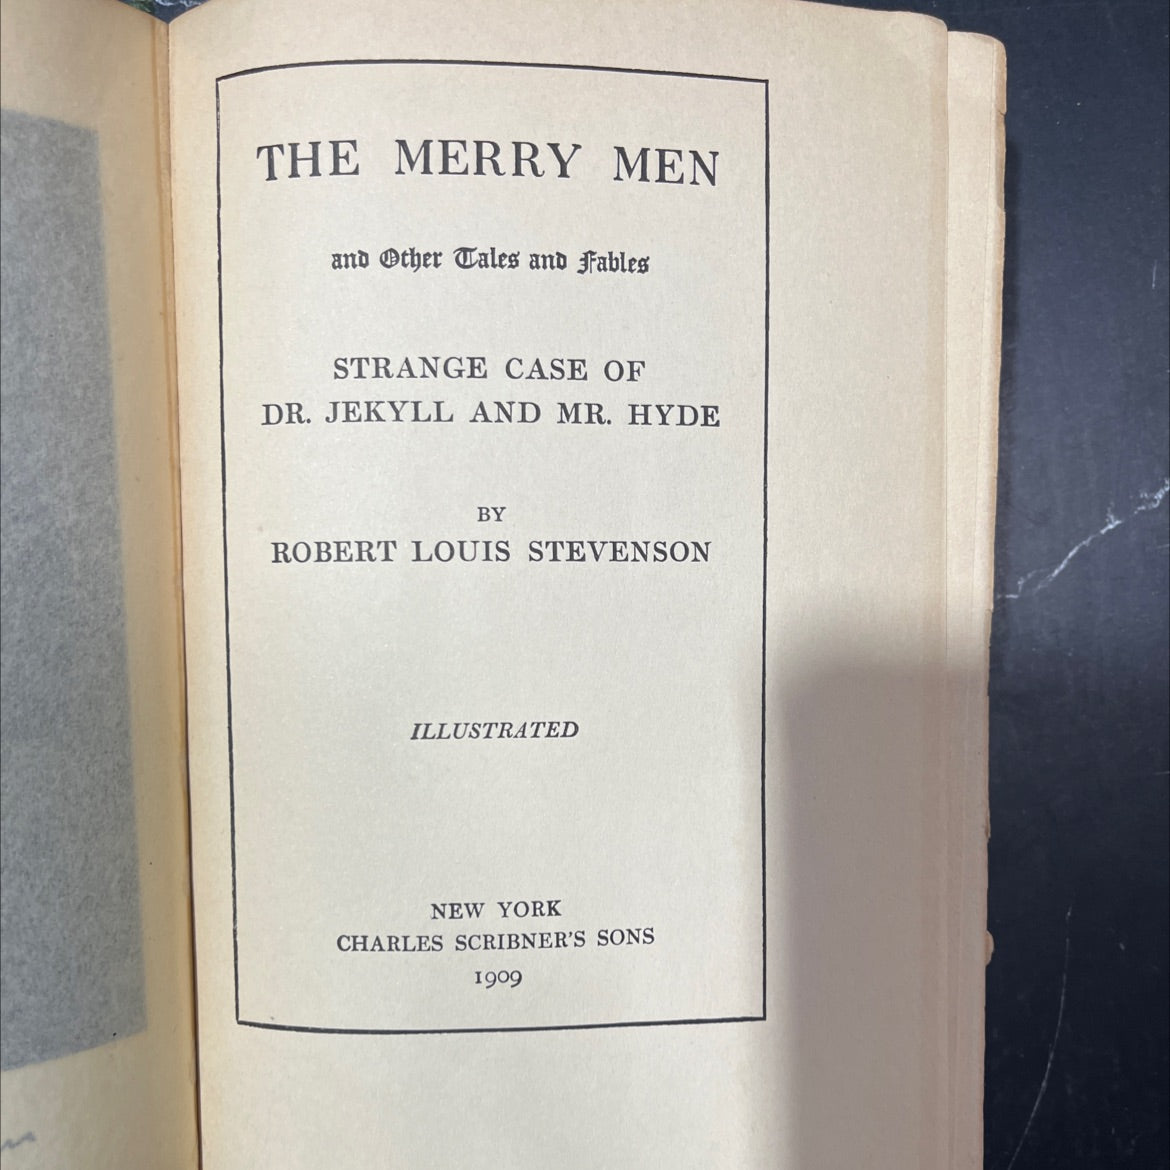 THE MERRY MEN
and Other Tales and Fables
STRANGE CASE OF
DR. JEKYLL AND MR. HYDE
BY
ROBERT LOUIS STEVENSON
ILLUSTRATED
NEW YORK
CHARLES SCRIBNER'S SONS
1909